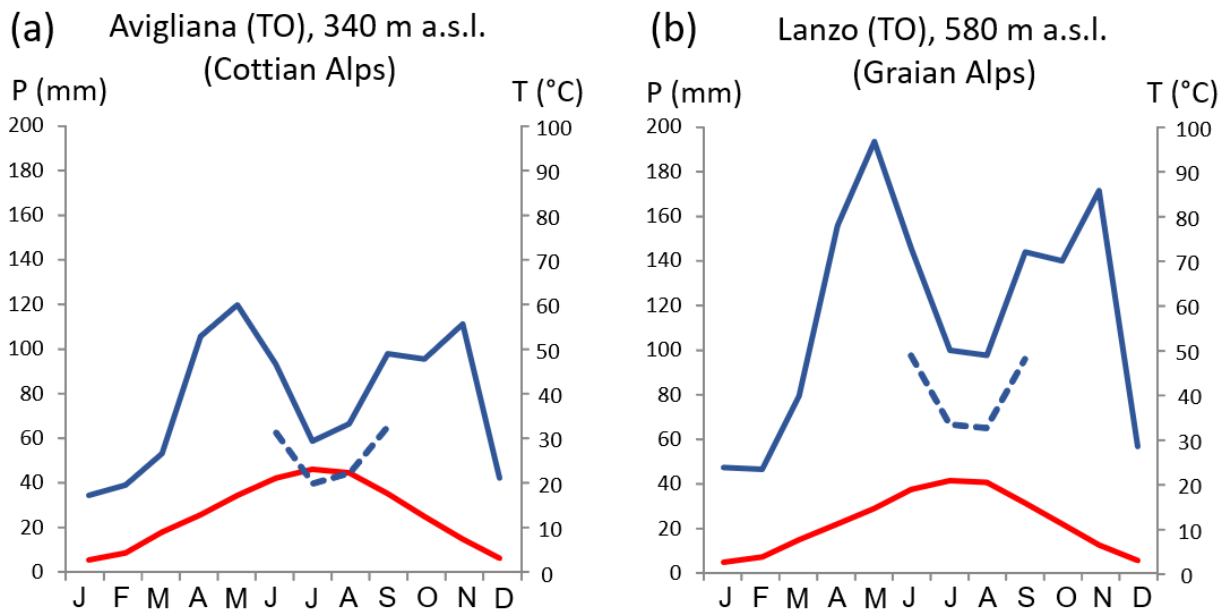 (a) Avigliana (TO), 340 m a.s.l.
(Cottian Alps)
P (mm) T (°C)
200 100
180 90
160 80
140 70
120 60
100 50
80 40
60 30
40 20
20 10
0 0
J F M A M J J A S O N D
(b) Lanzo (TO), 580 m a.s.l.
(Graian Alps)
P (mm) T (°C)
200 100
180 90
160 80
140 70
120 60
100 50
80 40
60 30
40 20
20 10
0 0
J F M A M J J A S O N D